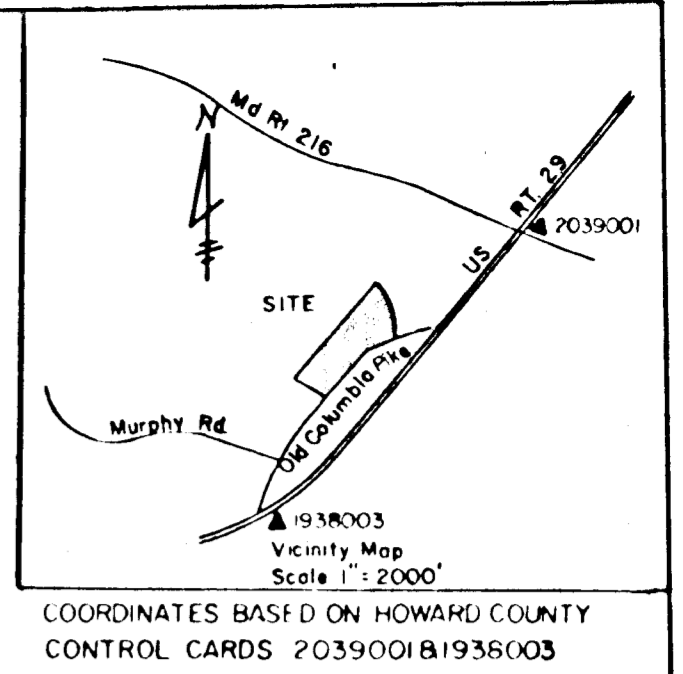 Md Rt 216
N
US RT. 29
2039001
SITE
Old Columbia Pike
Murphy Rd
1938003
Vicinity Map
Scale 1" = 2000'
COORDINATES BASED ON HOWARD COUNTY
CONTROL CARDS 2039001&1938003